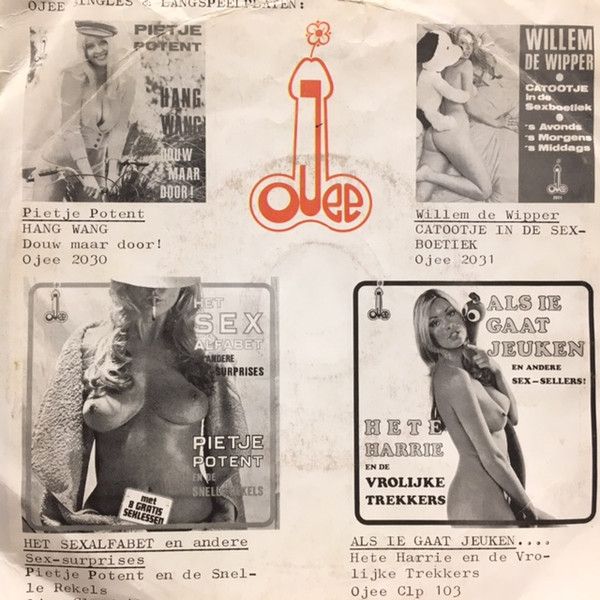 OJEE SINGLES & LANGSPEELPLATEN:
PIETJE
POTENT
HANG
WANG
DOUW
MAAR
DOOR!
Ojee
WILLEM
DE WIPPER
CATOOTJE
in de
Sexboetiek
's Avonds
's Morgens
's Middags
Pietje Potent
HANG WANG
Douw maar door!
Ojee 2030
Willem de Wipper
CATOOTJE IN DE SEX-
BOETIEK
Ojee 2031
HET
SEX
ALFABET
ANDERE
SURPRISES
PIETJE
POTENT
EN DE
SNELLE REKELS
met
8 GRATIS
SEXLESSEN
ALS IE
GAAT
JEUKEN
EN ANDERE
SEX-SELLERS!
HETE
HARRIE
EN DE
VROLIJKE
TREKKERS
HET SEXALFABET en andere
Sex-surprises
Pietje Potent en de Snel-
le Rekels
ALS IE GAAT JEUKEN....
Hete Harrie en de Vro-
lijke Trekkers
Ojee Clp 103